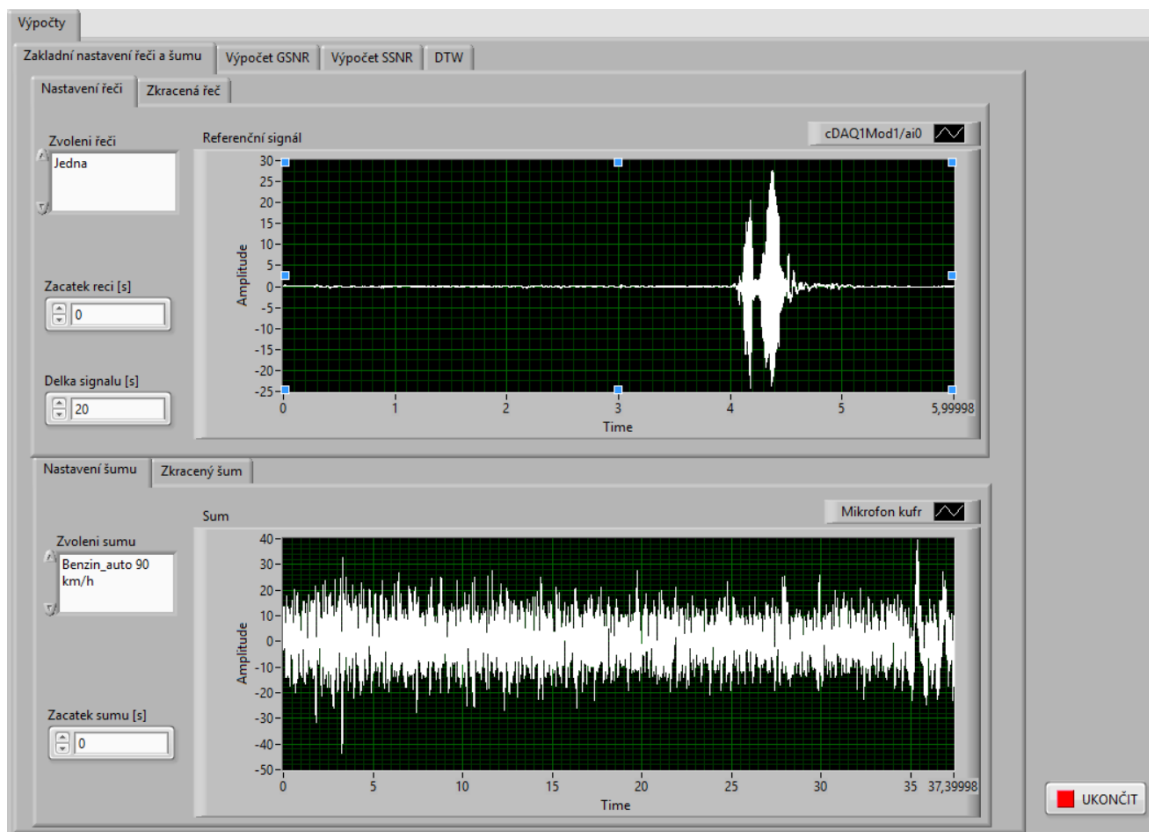 Výpočty
Zakladní nastavení řeči a šumu
Výpočet GSNR
Výpočet SSNR
DTW
Nastavení řeči
Zkracená řeč
Zvoleni řeči
Jedna
Referenční signál
cDAQ1Mod1/ai0
Amplitude
30
25
20
15
10
5
0
-5
-10
-15
-20
-25
0
1
2
3
4
5
5,99998
Time
Zacatek reci [s]
0
Delka signalu [s]
20
Nastavení šumu
Zkracený šum
Zvoleni sumu
Benzin_auto 90
km/h
Sum
Mikrofon kufr
Amplitude
40
30
20
10
0
-10
-20
-30
-40
-50
0
5
10
15
20
25
30
35
37,39998
Time
Zacatek sumu [s]
0
UKONČIT